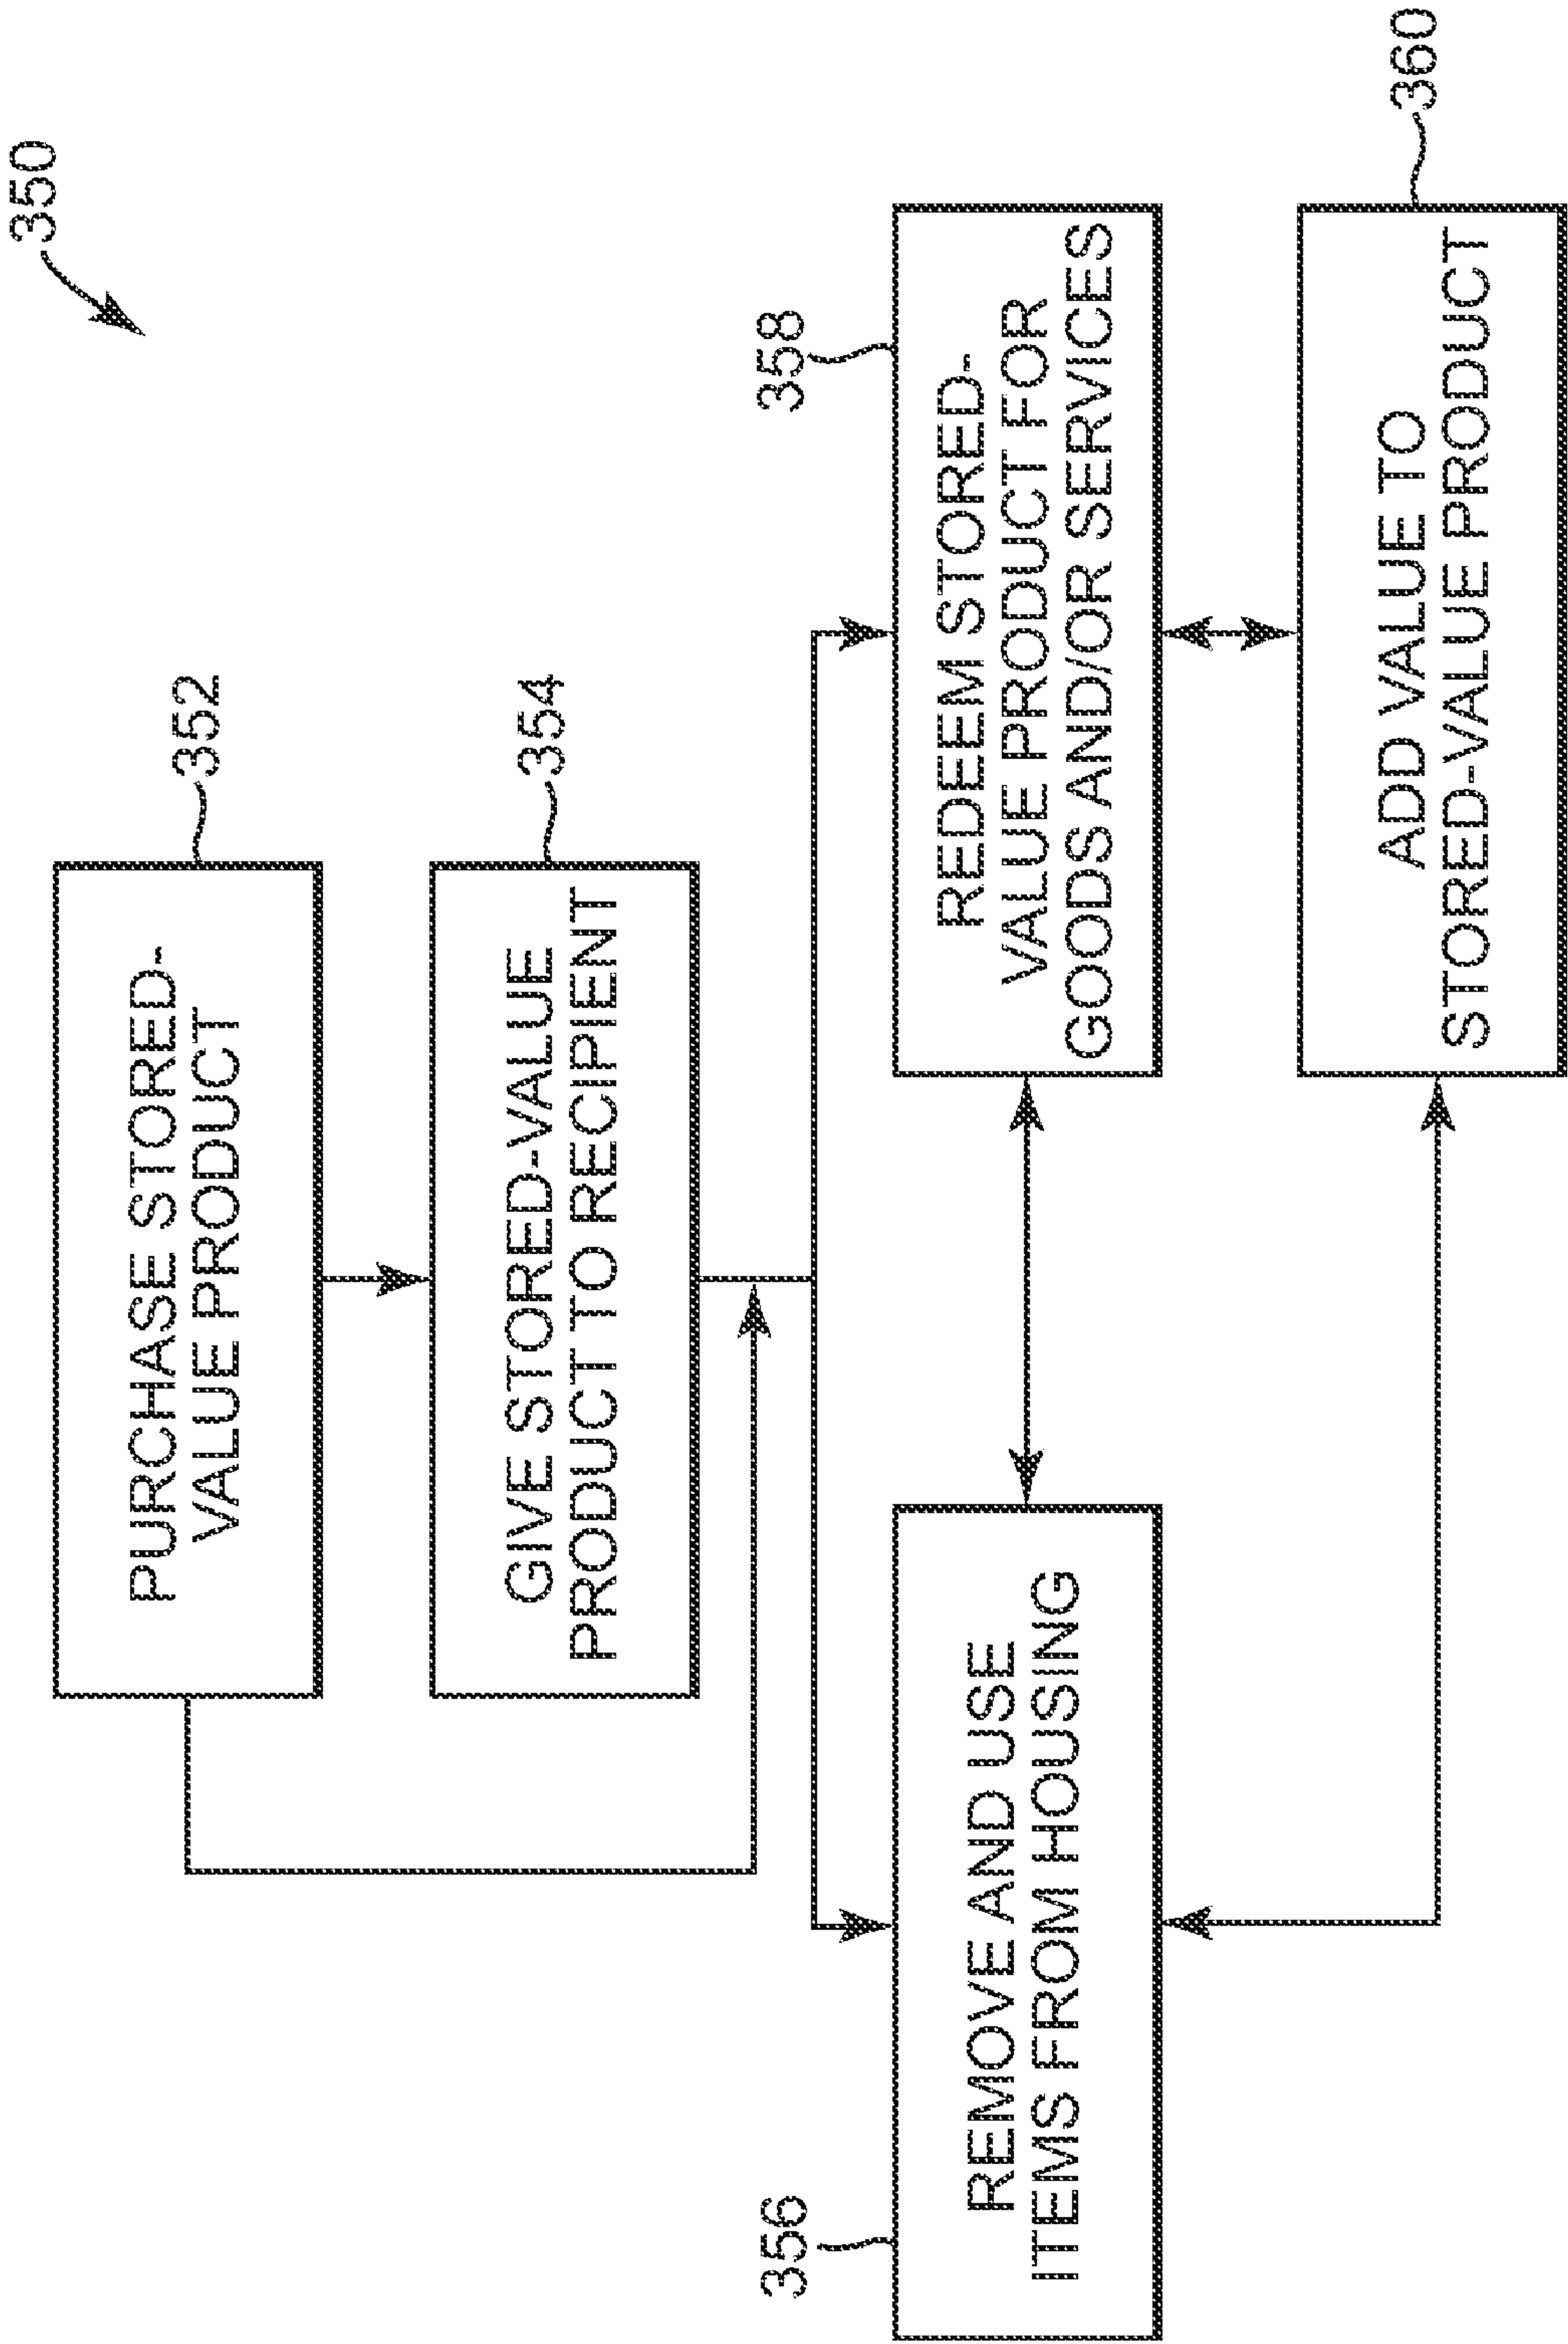 350
PURCHASE STORED-
VALUE PRODUCT
352
GIVE STORED-VALUE
PRODUCT TO RECIPIENT
354
356
REMOVE AND USE
ITEMS FROM HOUSING
358
REDEEM STORED-
VALUE PRODUCT FOR
GOODS AND/OR SERVICES
ADD VALUE TO
STORED-VALUE PRODUCT
360